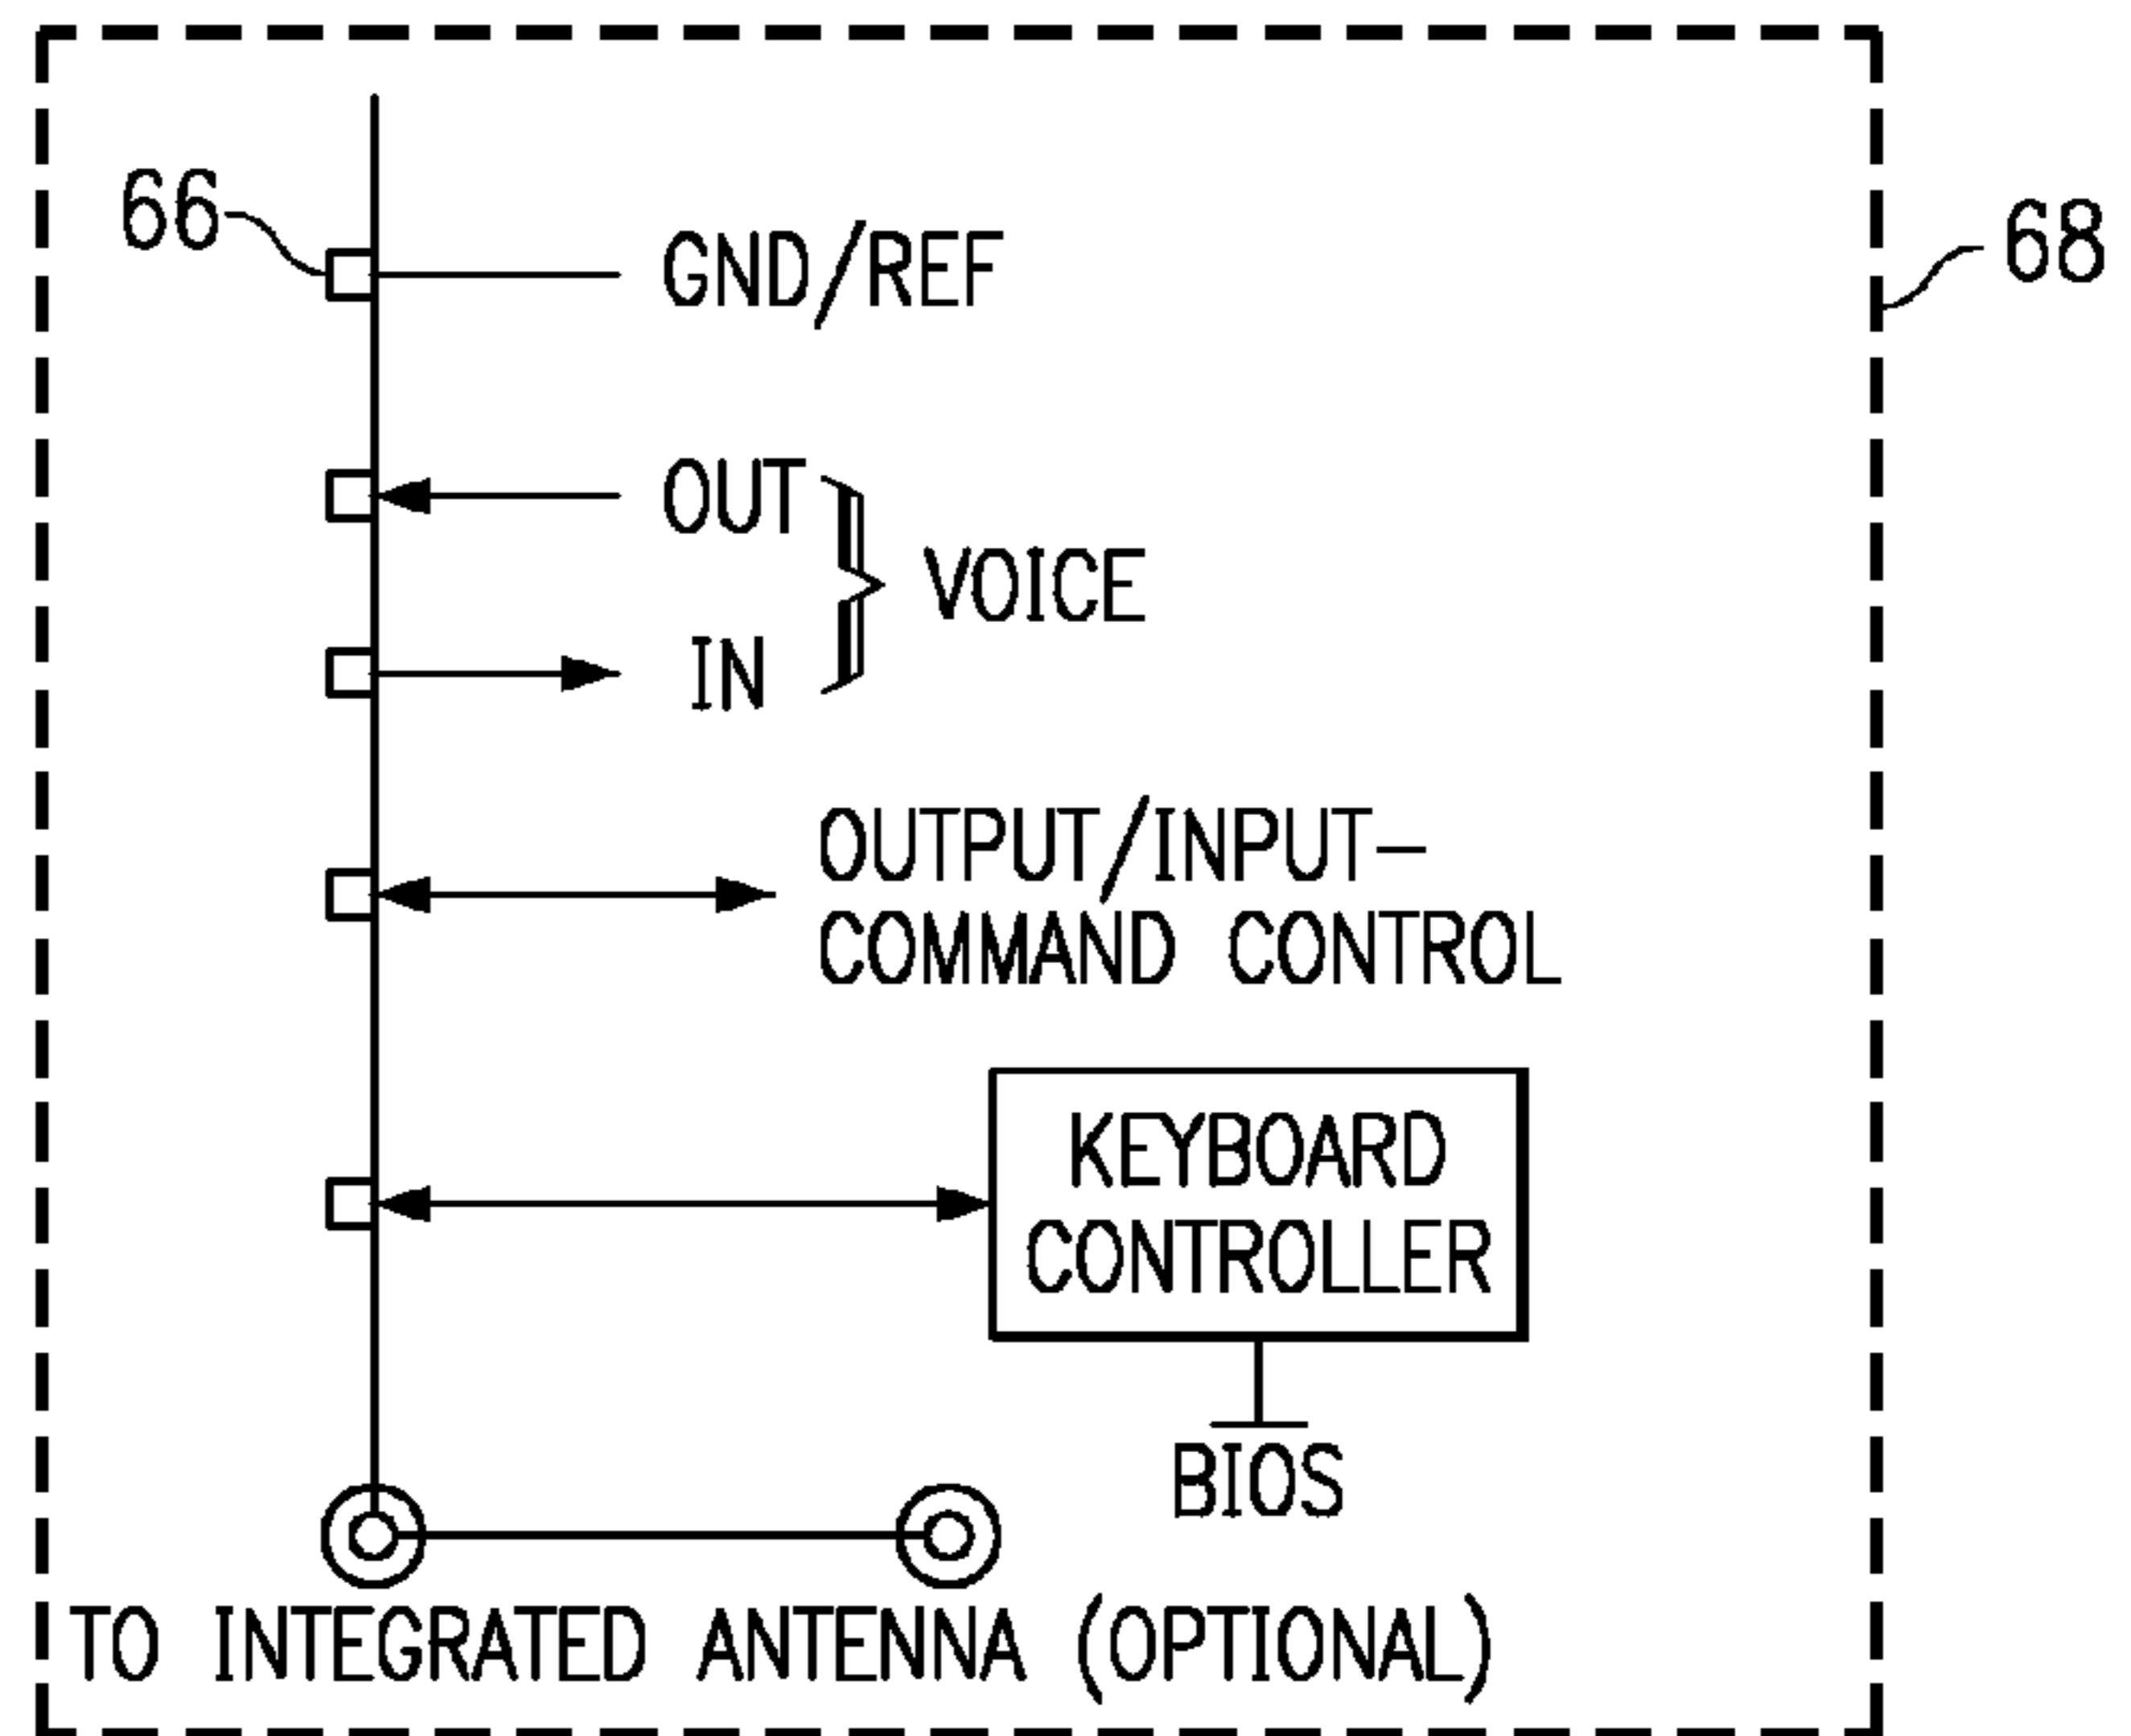 66
68
GND/REF
OUT
VOICE
IN
OUTPUT/INPUT-
COMMAND CONTROL
KEYBOARD
CONTROLLER
BIOS
TO INTEGRATED ANTENNA (OPTIONAL)